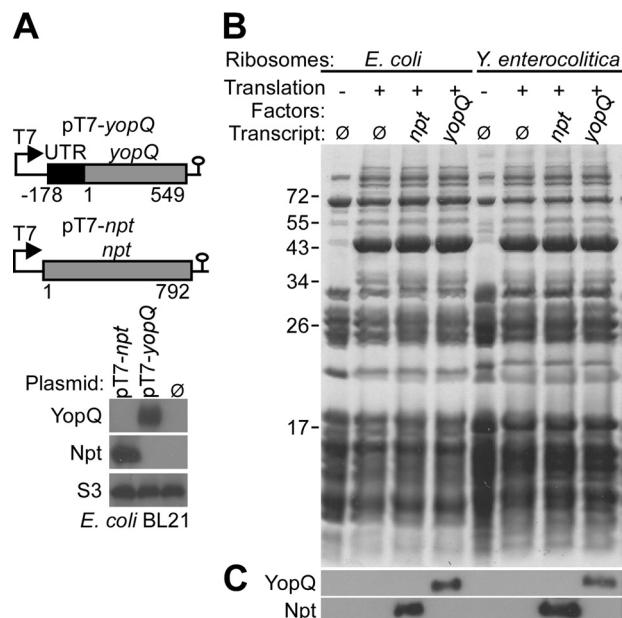 A
pT7-yopQ
T7
UTR
yopQ
-178
1
549
pT7-npt
T7
npt
1
792
Plasmid:
pT7-npt
pT7-yopQ
Ø
YopQ
Npt
S3
E. coli BL21
B
Ribosomes: E. coli Y. enterocolitica
Translation Factors: - + + + - + + +
Transcript: Ø Ø npt yopQ Ø Ø npt yopQ
72
55
43
34
26
17
C
YopQ
Npt